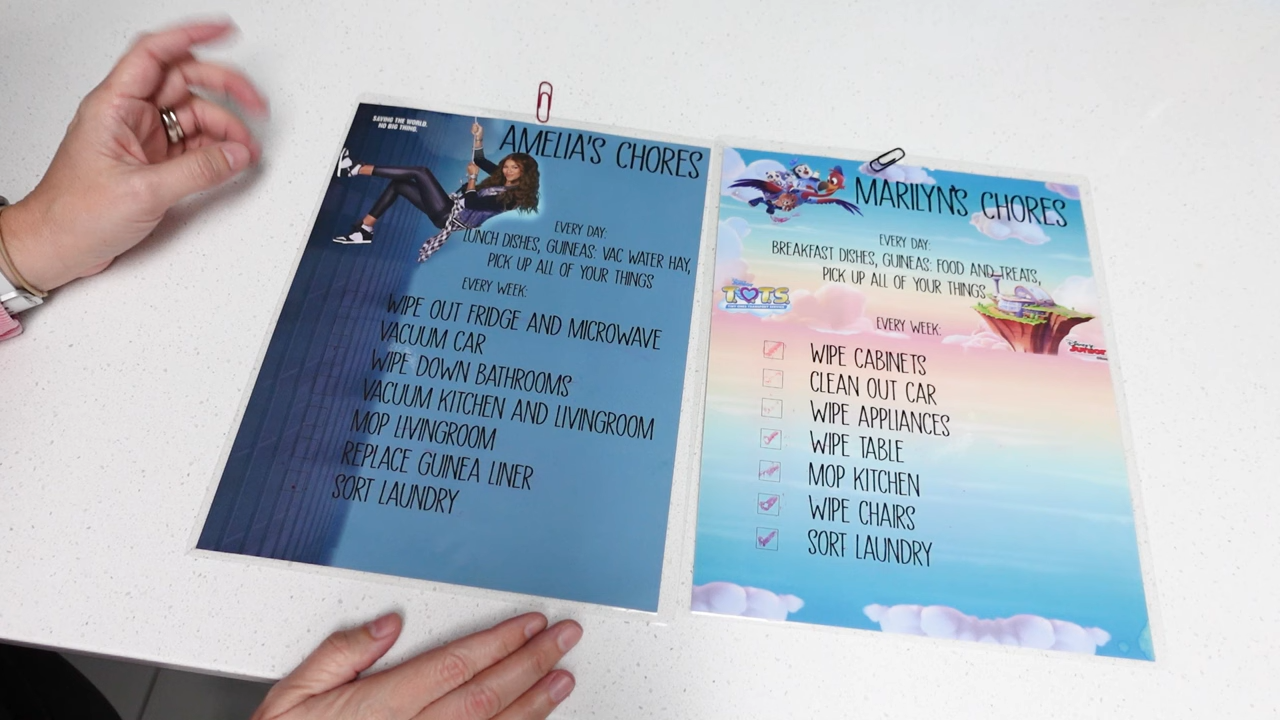 SAVING THE WORLD.
NO BIG THING.
AMELIA'S CHORES
EVERY DAY:
LUNCH DISHES, GUINEAS: VAC WATER HAY,
PICK UP ALL OF YOUR THINGS
EVERY WEEK:
WIPE OUT FRIDGE AND MICROWAVE
VACUUM CAR
WIPE DOWN BATHROOMS
VACUUM KITCHEN AND LIVINGROOM
MOP LIVINGROOM
REPLACE GUINEA LINER
SORT LAUNDRY
MARILYN'S CHORES
EVERY DAY:
BREAKFAST DISHES, GUINEAS: FOOD AND TREATS,
PICK UP ALL OF YOUR THINGS
T.O.T.S.
EVERY WEEK:
Disney
JUNIOR
WIPE CABINETS
CLEAN OUT CAR
WIPE APPLIANCES
WIPE TABLE
MOP KITCHEN
WIPE CHAIRS
SORT LAUNDRY